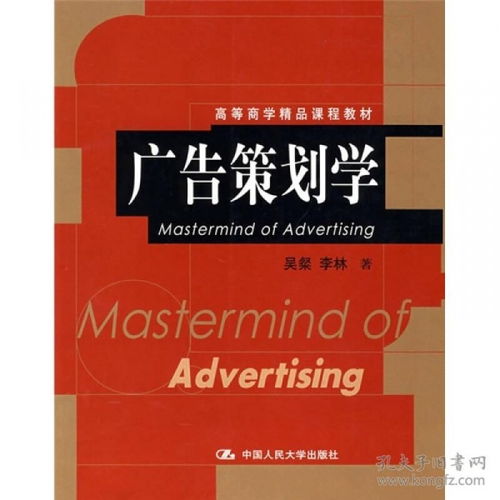 高等商学精品课程教材
广告策划学
Mastermind of Advertising
吴粲 李林 著
Mastermind of
Advertising
中国人民大学出版社
孔夫子旧书网
kongfz.com